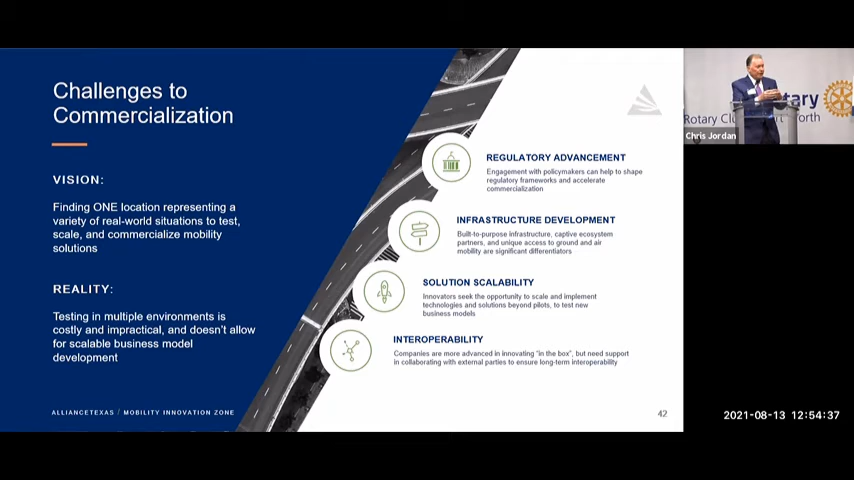 Challenges to
Commercialization
VISION:
Finding ONE location representing a
variety of real-world situations to test,
scale, and commercialize mobility
solutions
REALITY:
Testing in multiple environments is
costly and impractical, and doesn't allow
for scalable business model
development
ALLIANCETEXAS / MOBILITY INNOVATION ZONE
REGULATORY ADVANCEMENT
Engagement with policymakers can help to shape
regulatory frameworks and accelerate
commercialization
INFRASTRUCTURE DEVELOPMENT
Built-to-purpose infrastructure, captive ecosystem
partners, and unique access to ground and air
mobility are significant differentiators
SOLUTION SCALABILITY
Innovators seek the opportunity to scale and implement
technologies and solutions beyond pilots, to test new
business models
INTEROPERABILITY
Companies are more advanced in innovating "in the box", but need support
in collaborating with external parties to ensure long-term interoperability
42
tary
Rotary Clu rt orth
Chris Jordan
2021-08-13 12:54:37